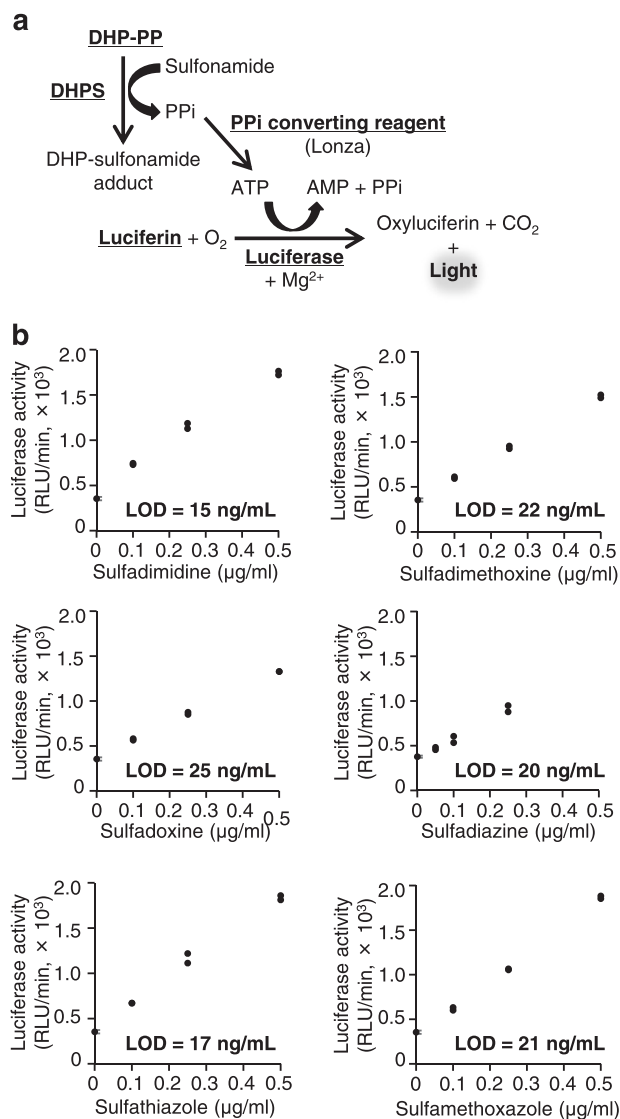 a
DHP-PP
Sulfonamide
DHPS
PPi
PPi converting reagent
(Lonza)
DHP-sulfonamide
adduct
ATP
AMP + PPi
Luciferin + O₂
Luciferase
+ Mg²⁺
Oxyluciferin + CO₂
+
Light
b
Luciferase activity
(RLU/min, × 10³)
2.0
1.5
1.0
0.5
0
LOD = 15 ng/mL
0 0.1 0.2 0.3 0.4 0.5
Sulfadimidine (µg/ml)
Luciferase activity
(RLU/min, × 10³)
2.0
1.5
1.0
0.5
0
LOD = 22 ng/mL
0 0.1 0.2 0.3 0.4 0.5
Sulfadimethoxine (µg/ml)
Luciferase activity
(RLU/min, × 10³)
2.0
1.5
1.0
0.5
0
LOD = 25 ng/mL
0 0.1 0.2 0.3 0.4 0.5
Sulfadoxine (µg/ml)
Luciferase activity
(RLU/min, × 10³)
2.0
1.5
1.0
0.5
0
LOD = 20 ng/mL
0 0.1 0.2 0.3 0.4 0.5
Sulfadiazine (µg/ml)
Luciferase activity
(RLU/min, × 10³)
2.0
1.5
1.0
0.5
0
LOD = 17 ng/mL
0 0.1 0.2 0.3 0.4 0.5
Sulfathiazole (µg/ml)
Luciferase activity
(RLU/min, × 10³)
2.0
1.5
1.0
0.5
0
LOD = 21 ng/mL
0 0.1 0.2 0.3 0.4 0.5
Sulfamethoxazole (µg/ml)